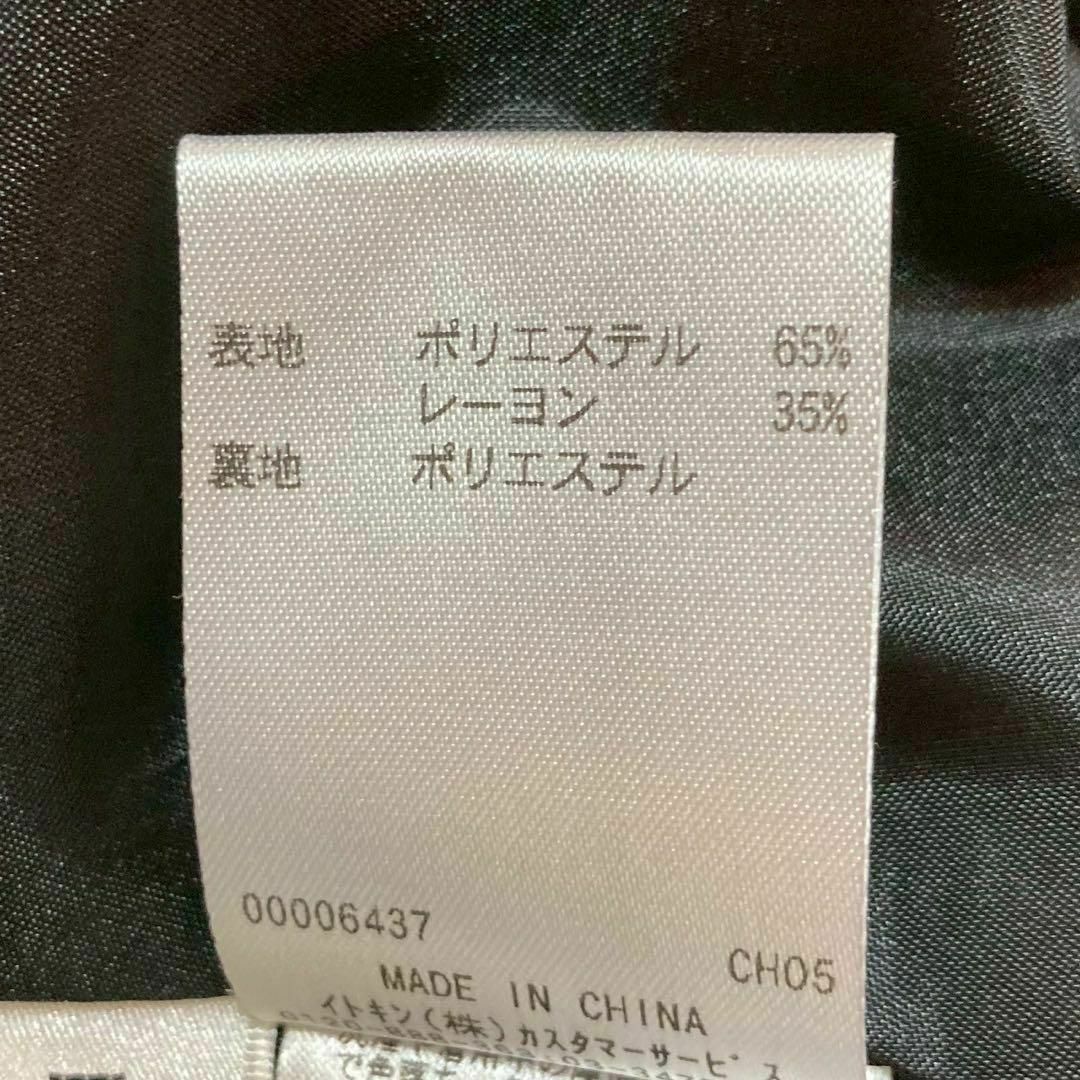 表地 ポリエステル 65%
レーヨン 35%
裏地 ポリエステル
00006437
CH05
MADE IN CHINA
イトキン(株)カスタマーサービス